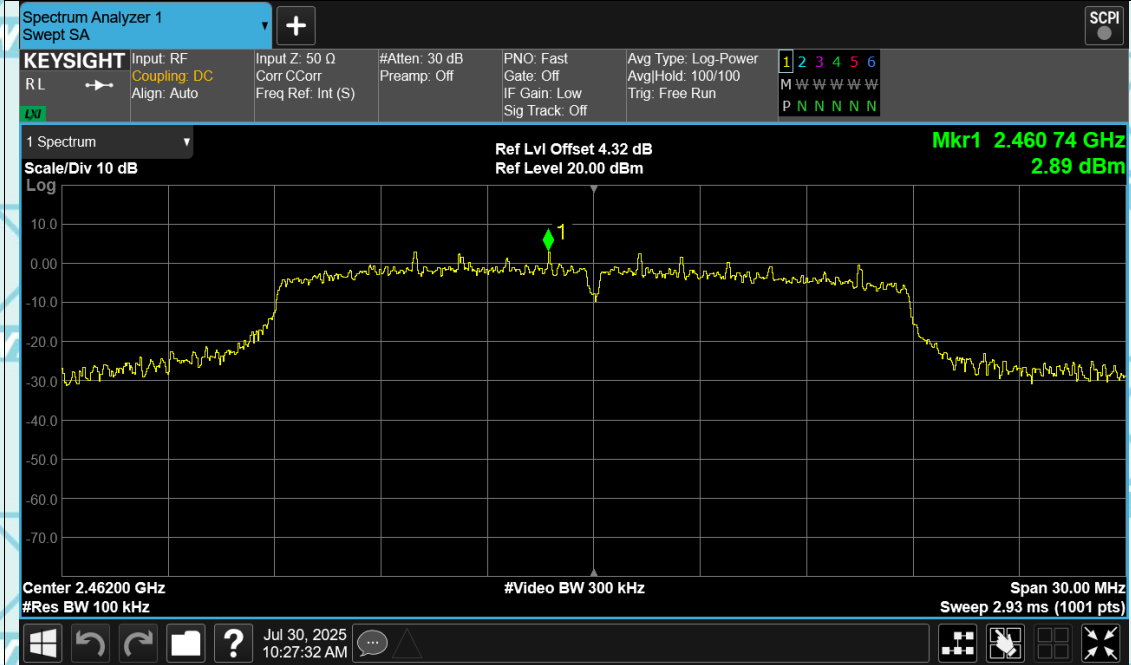 Spectrum Analyzer 1
Swept SA
+
SCPI
KEYSIGHT
R L
LXI
Input: RF
Coupling: DC
Align: Auto
Input Z: 50 Ω
Corr CCorr
Freq Ref: Int (S)
#Atten: 30 dB
Preamp: Off
PNO: Fast
Gate: Off
IF Gain: Low
Sig Track: Off
Avg Type: Log-Power
Avg|Hold: 100/100
Trig: Free Run
1 2 3 4 5 6
M W W W W W
P N N N N N
1 Spectrum
Scale/Div 10 dB
Log
Ref Lvl Offset 4.32 dB
Ref Level 20.00 dBm
Mkr1 2.460 74 GHz
2.89 dBm
1
10.0
0.00
-10.0
-20.0
-30.0
-40.0
-50.0
-60.0
-70.0
Center 2.46200 GHz
#Video BW 300 kHz
Span 30.00 MHz
#Res BW 100 kHz
Sweep 2.93 ms (1001 pts)
?
Jul 30, 2025
10:27:32 AM